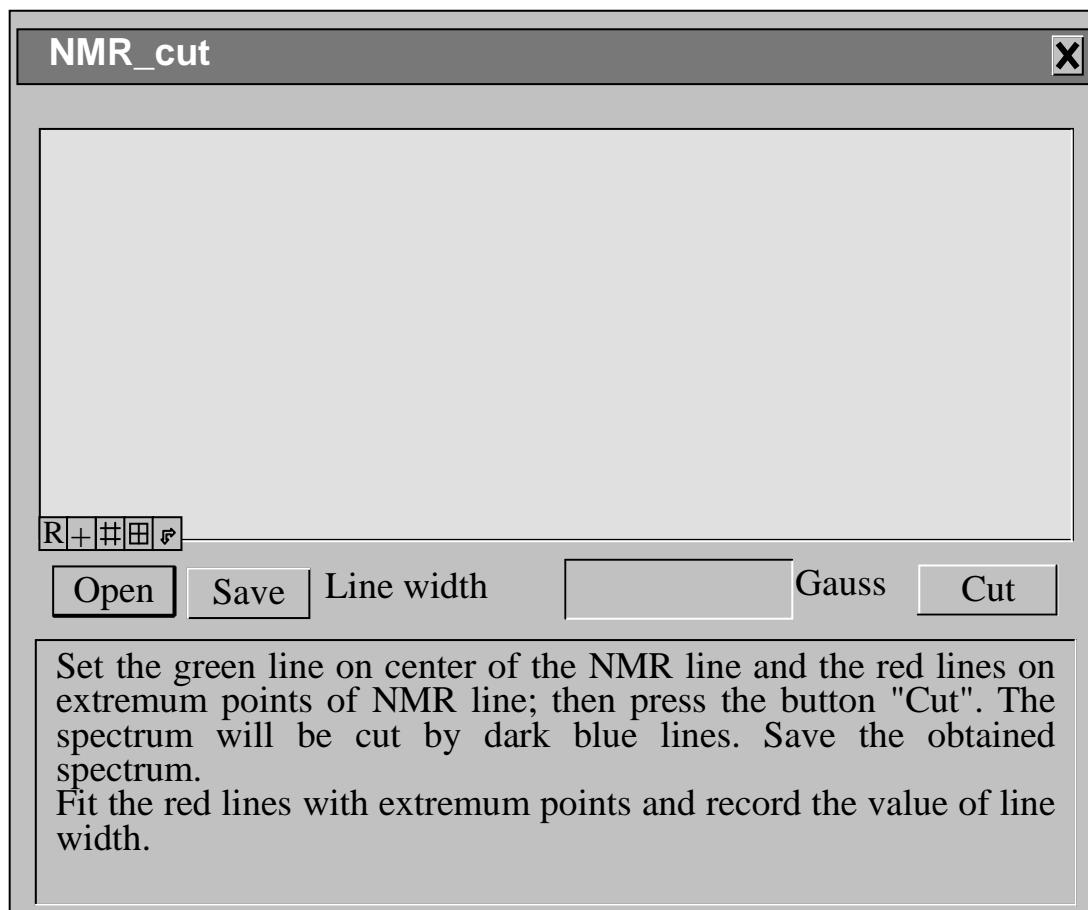 NMR_cut
R
Open Save Line width Gauss Cut
Set the green line on center of the NMR line and the red lines on
extremum points of NMR line; then press the button "Cut". The
spectrum will be cut by dark blue lines. Save the obtained
spectrum.
Fit the red lines with extremum points and record the value of line
width.